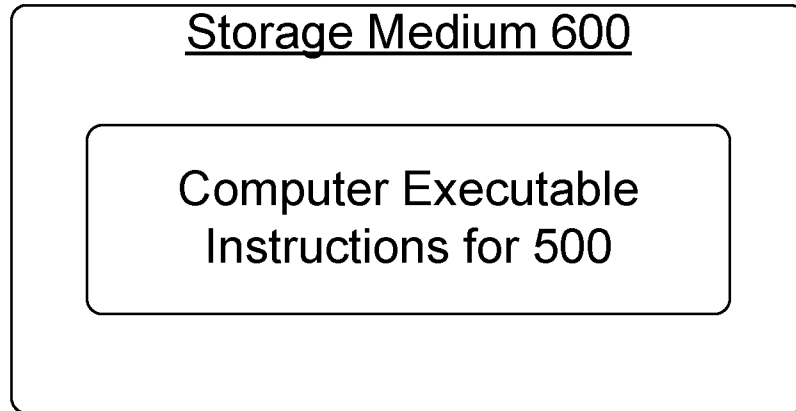 Storage Medium 600
Computer Executable
Instructions for 500